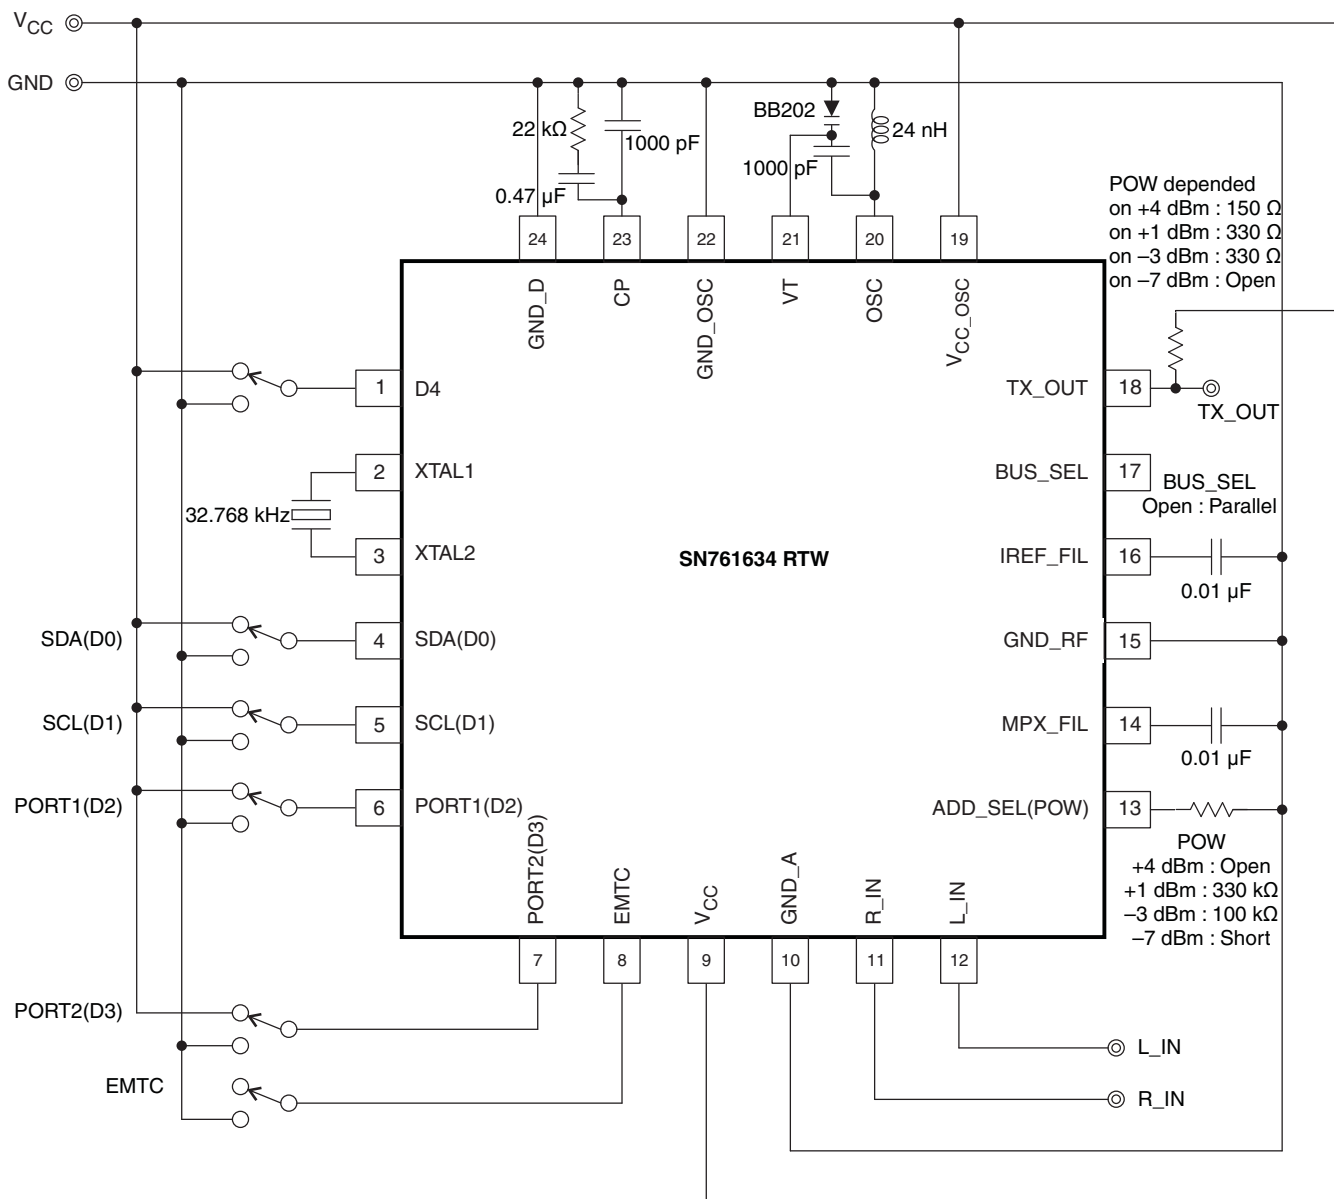 VCC
GND
22 kΩ
1000 pF
0.47 µF
BB202
24 nH
1000 pF
POW depended
on +4 dBm : 150 Ω
on +1 dBm : 330 Ω
on –3 dBm : 330 Ω
on –7 dBm : Open
24
23
22
21
20
19
GND_D
CP
GND_OSC
VT
OSC
VCC_OSC
1
D4
TX_OUT
18
TX_OUT
2
XTAL1
BUS_SEL
17
BUS_SEL
Open : Parallel
32.768 kHz
3
XTAL2
SN761634 RTW
IREF_FIL
16
0.01 µF
SDA(D0)
4
SDA(D0)
GND_RF
15
SCL(D1)
5
SCL(D1)
MPX_FIL
14
0.01 µF
PORT1(D2)
6
PORT1(D2)
ADD_SEL(POW)
13
POW
+4 dBm : Open
+1 dBm : 330 kΩ
–3 dBm : 100 kΩ
–7 dBm : Short
PORT2(D3)
EMTC
VCC
GND_A
R_IN
L_IN
7
8
9
10
11
12
PORT2(D3)
L_IN
EMTC
R_IN